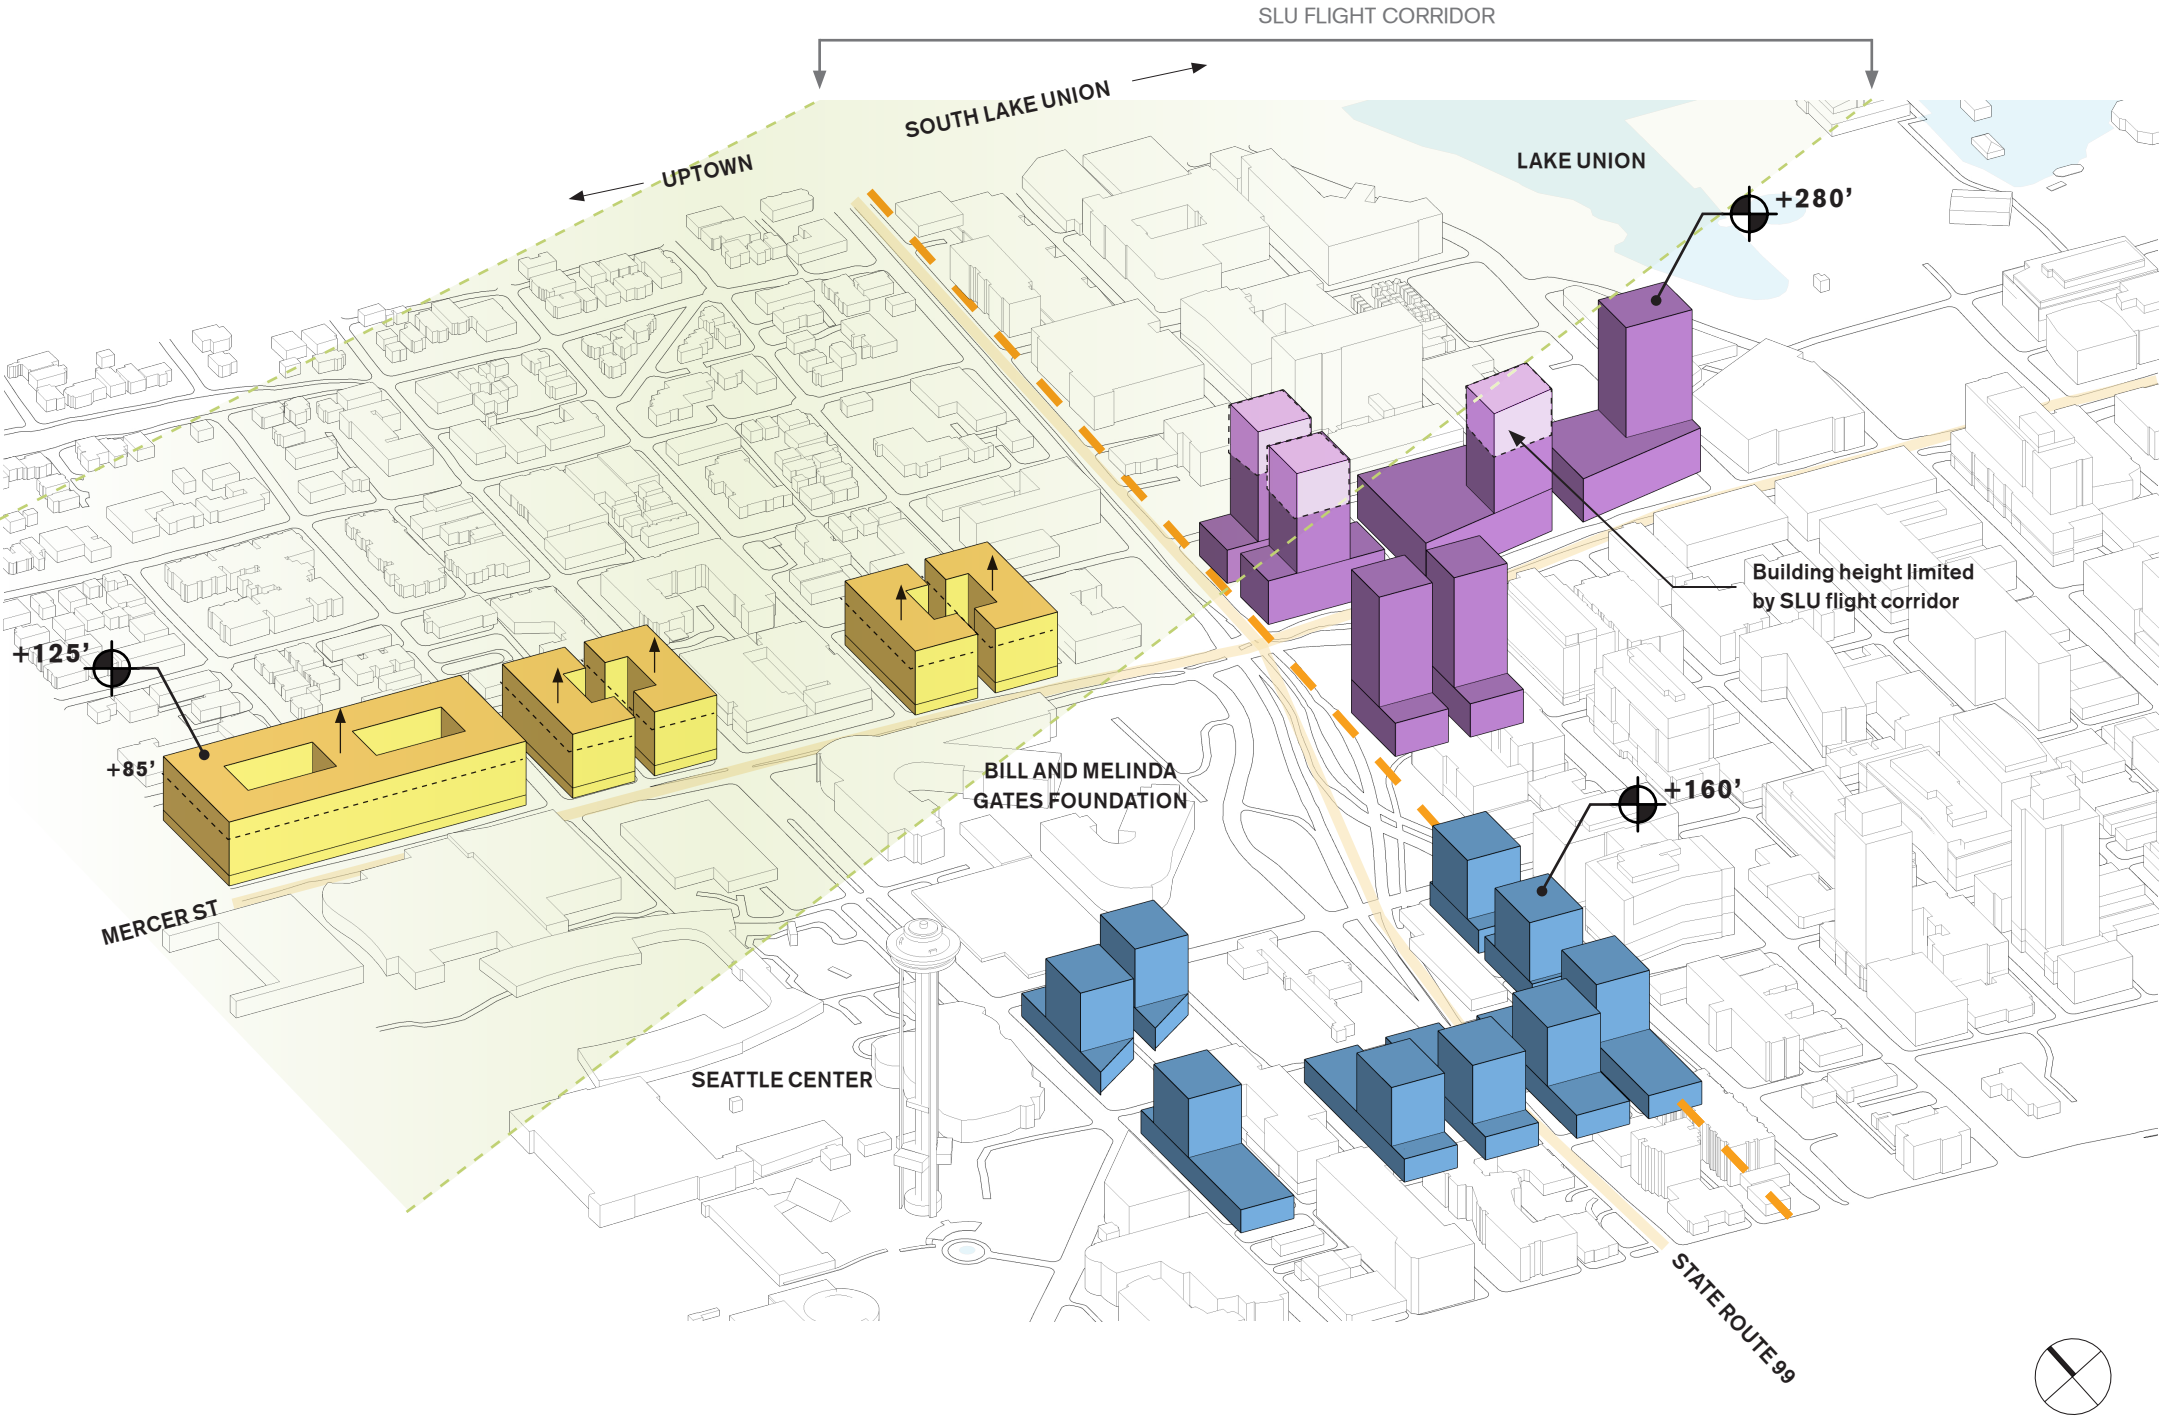 SLU FLIGHT CORRIDOR
SOUTH LAKE UNION
UPTOWN
LAKE UNION
+280’
Building height limited
by SLU flight corridor
+125’
+85’
BILL AND MELINDA
GATES FOUNDATION
+160’
MERCER ST
SEATTLE CENTER
STATE ROUTE 99